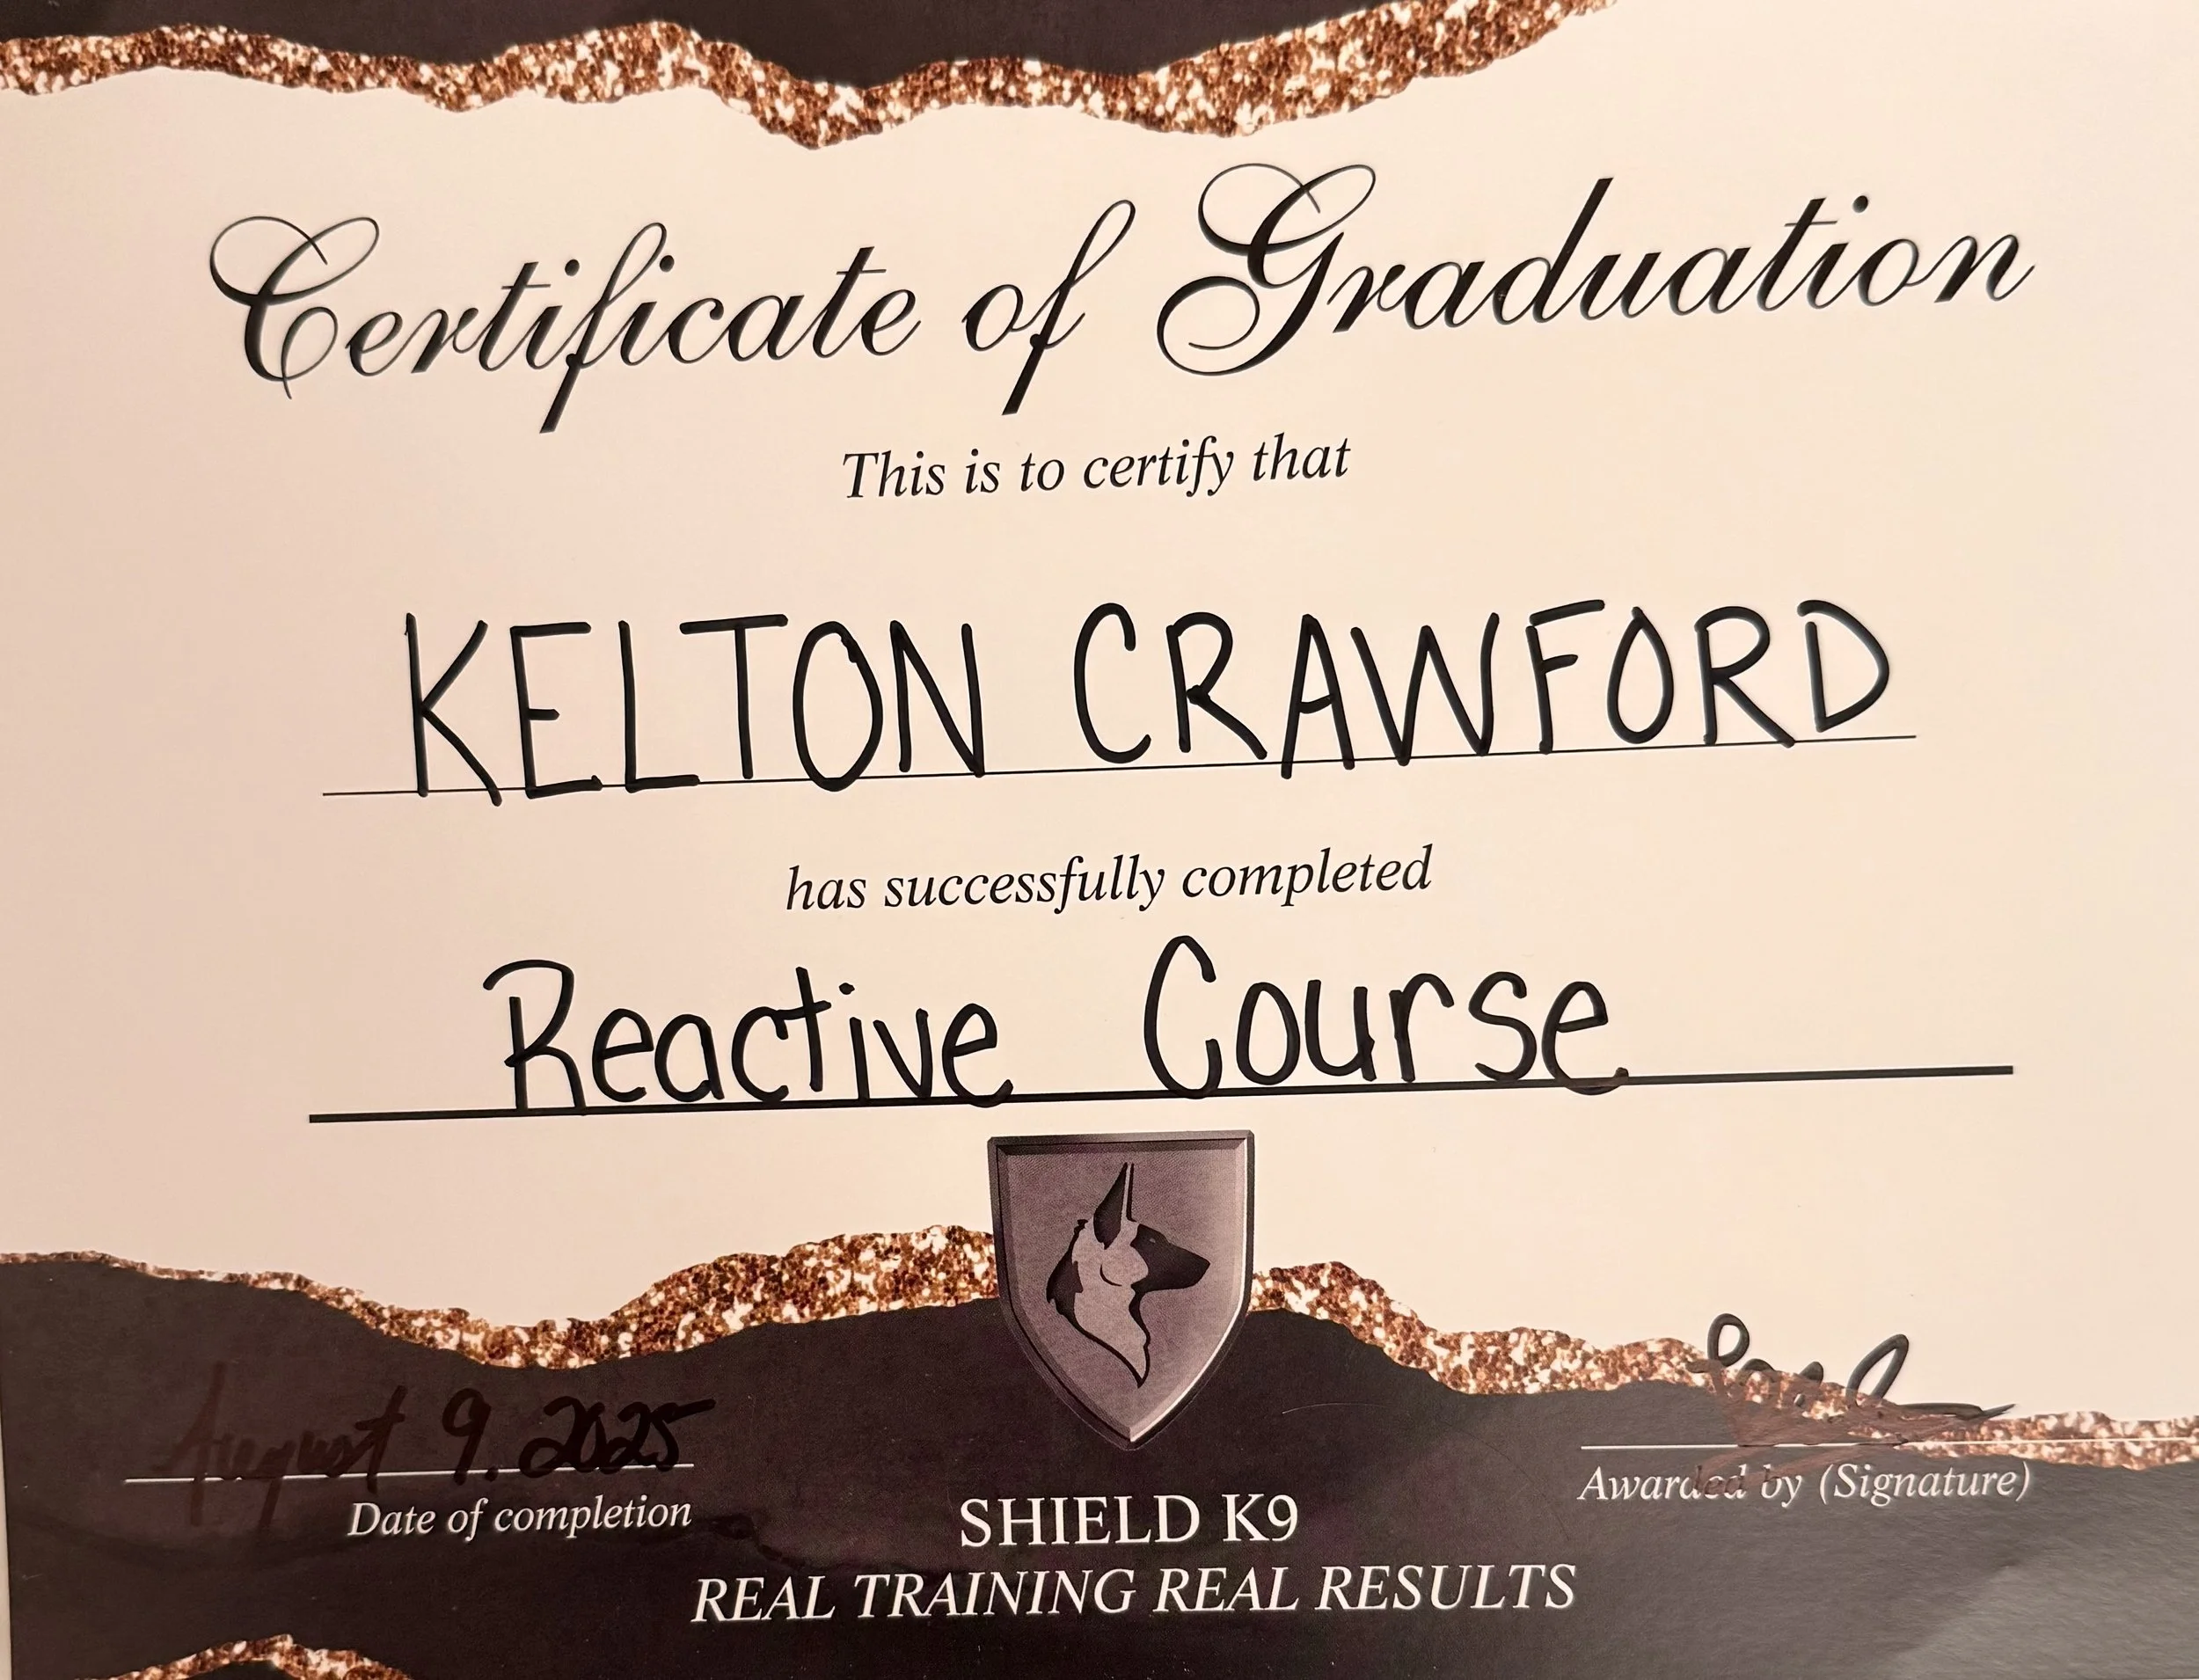 Certificate of Graduation
This is to certify that
KELTON CRAWFORD
has successfully completed
Reactive Course
August 9. 2025
Date of completion
Awarded by (Signature)
SHIELD K9
REAL TRAINING REAL RESULTS